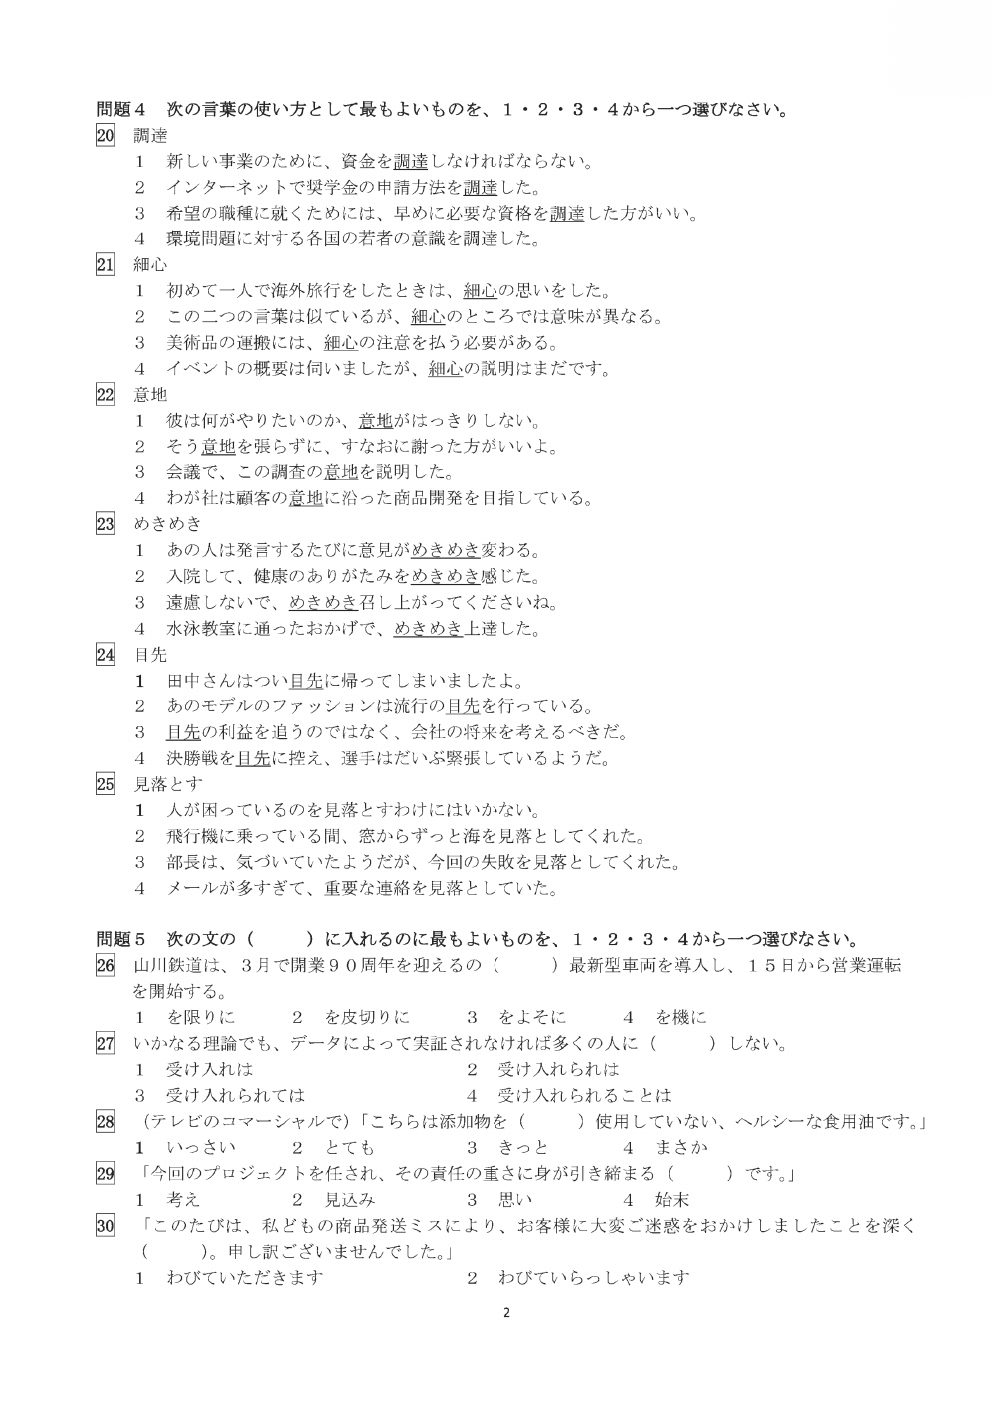 問題４　次の言葉の使い方として最もよいものを、１・２・３・４から一つ選びなさい。
20　調達
１　新しい事業のために、資金を調達しなければならない。
２　インターネットで奨学金の申請方法を調達した。
３　希望の職種に就くためには、早めに必要な資格を調達した方がいい。
４　環境問題に対する各国の若者の意識を調達した。
21　細心
１　初めて一人で海外旅行をしたときは、細心の思いをした。
２　この二つの言葉は似ているが、細心のところでは意味が異なる。
３　美術品の運搬には、細心の注意を払う必要がある。
４　イベントの概要は伺いましたが、細心の説明はまだです。
22　意地
１　彼は何がやりたいのか、意地がはっきりしない。
２　そう意地を張らずに、すなおに謝った方がいいよ。
３　会議で、この調査の意地を説明した。
４　わが社は顧客の意地に沿った商品開発を目指している。
23　めきめき
１　あの人は発言するたびに意見がめきめき変わる。
２　入院して、健康のありがたみをめきめき感じた。
３　遠慮しないで、めきめき召し上がってくださいね。
４　水泳教室に通ったおかげで、めきめき上達した。
24　目先
１　田中さんはつい目先に帰ってしまいましたよ。
２　あのモデルのファッションは流行の目先を行っている。
３　目先の利益を追うのではなく、会社の将来を考えるべきだ。
４　決勝戦を目先に控え、選手はだいぶ緊張しているようだ。
25　見落とす
１　人が困っているのを見落とすわけにはいかない。
２　飛行機に乗っている間、窓からずっと海を見落としてくれた。
３　部長は、気づいていたようだが、今回の失敗を見落としてくれた。
４　メールが多すぎて、重要な連絡を見落としていた。
問題５　次の文の（　　　）に入れるのに最もよいものを、１・２・３・４から一つ選びなさい。
26　山川鉄道は、３月で開業９０周年を迎えるの（　　　）最新型車両を導入し、１５日から営業運転
を開始する。
１　を限りに　　　２　を皮切りに　　　３　をよそに　　　４　を機に
27　いかなる理論でも、データによって実証されなければ多くの人に（　　　）しない。
１　受け入れは　　　２　受け入れられは
３　受け入れられては　　　４　受け入れられることは
28　（テレビのコマーシャルで）「こちらは添加物を（　　　）使用していない、ヘルシーな食用油です。」
１　いっさい　　　２　とても　　　３　きっと　　　４　まさか
29　「今回のプロジェクトを任され、その責任の重さに身が引き締まる（　　　）です。」
１　考え　　　２　見込み　　　３　思い　　　４　始末
30　「このたびは、私どもの商品発送ミスにより、お客様に大変ご迷惑をおかけしましたことを深く
（　　　）。申し訳ございませんでした。」
１　わびていただきます　　　２　わびていらっしゃいます
2